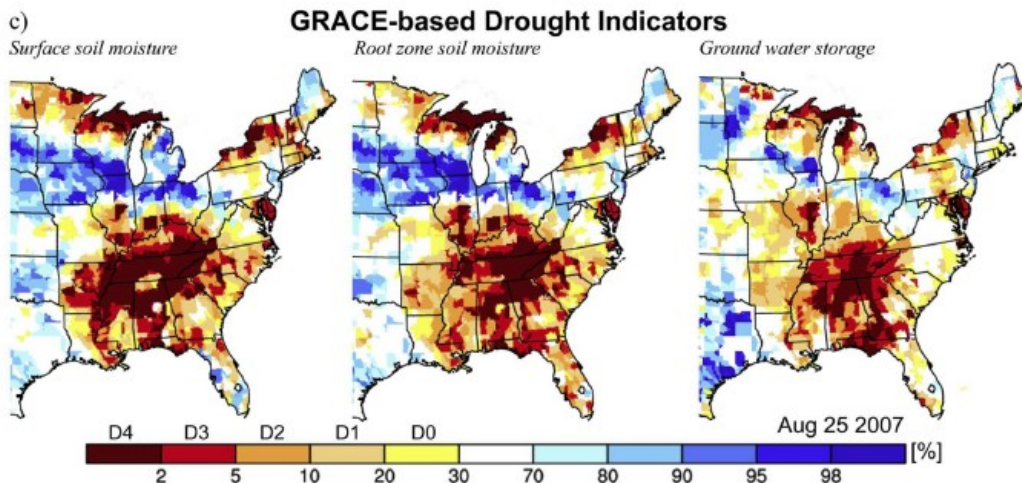 c)
GRACE-based Drought Indicators
Surface soil moisture
Root zone soil moisture
Ground water storage
Aug 25 2007
D4 D3 D2 D1 D0
[%]
2 5 10 20 30 70 80 90 95 98